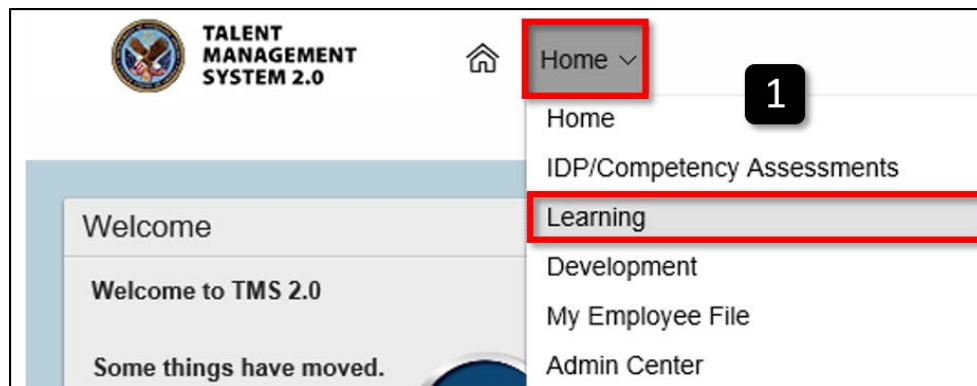 TALENT
MANAGEMENT
SYSTEM 2.0
Home
1
Home
IDP/Competency Assessments
Learning
Development
My Employee File
Admin Center
Welcome
Welcome to TMS 2.0
Some things have moved.